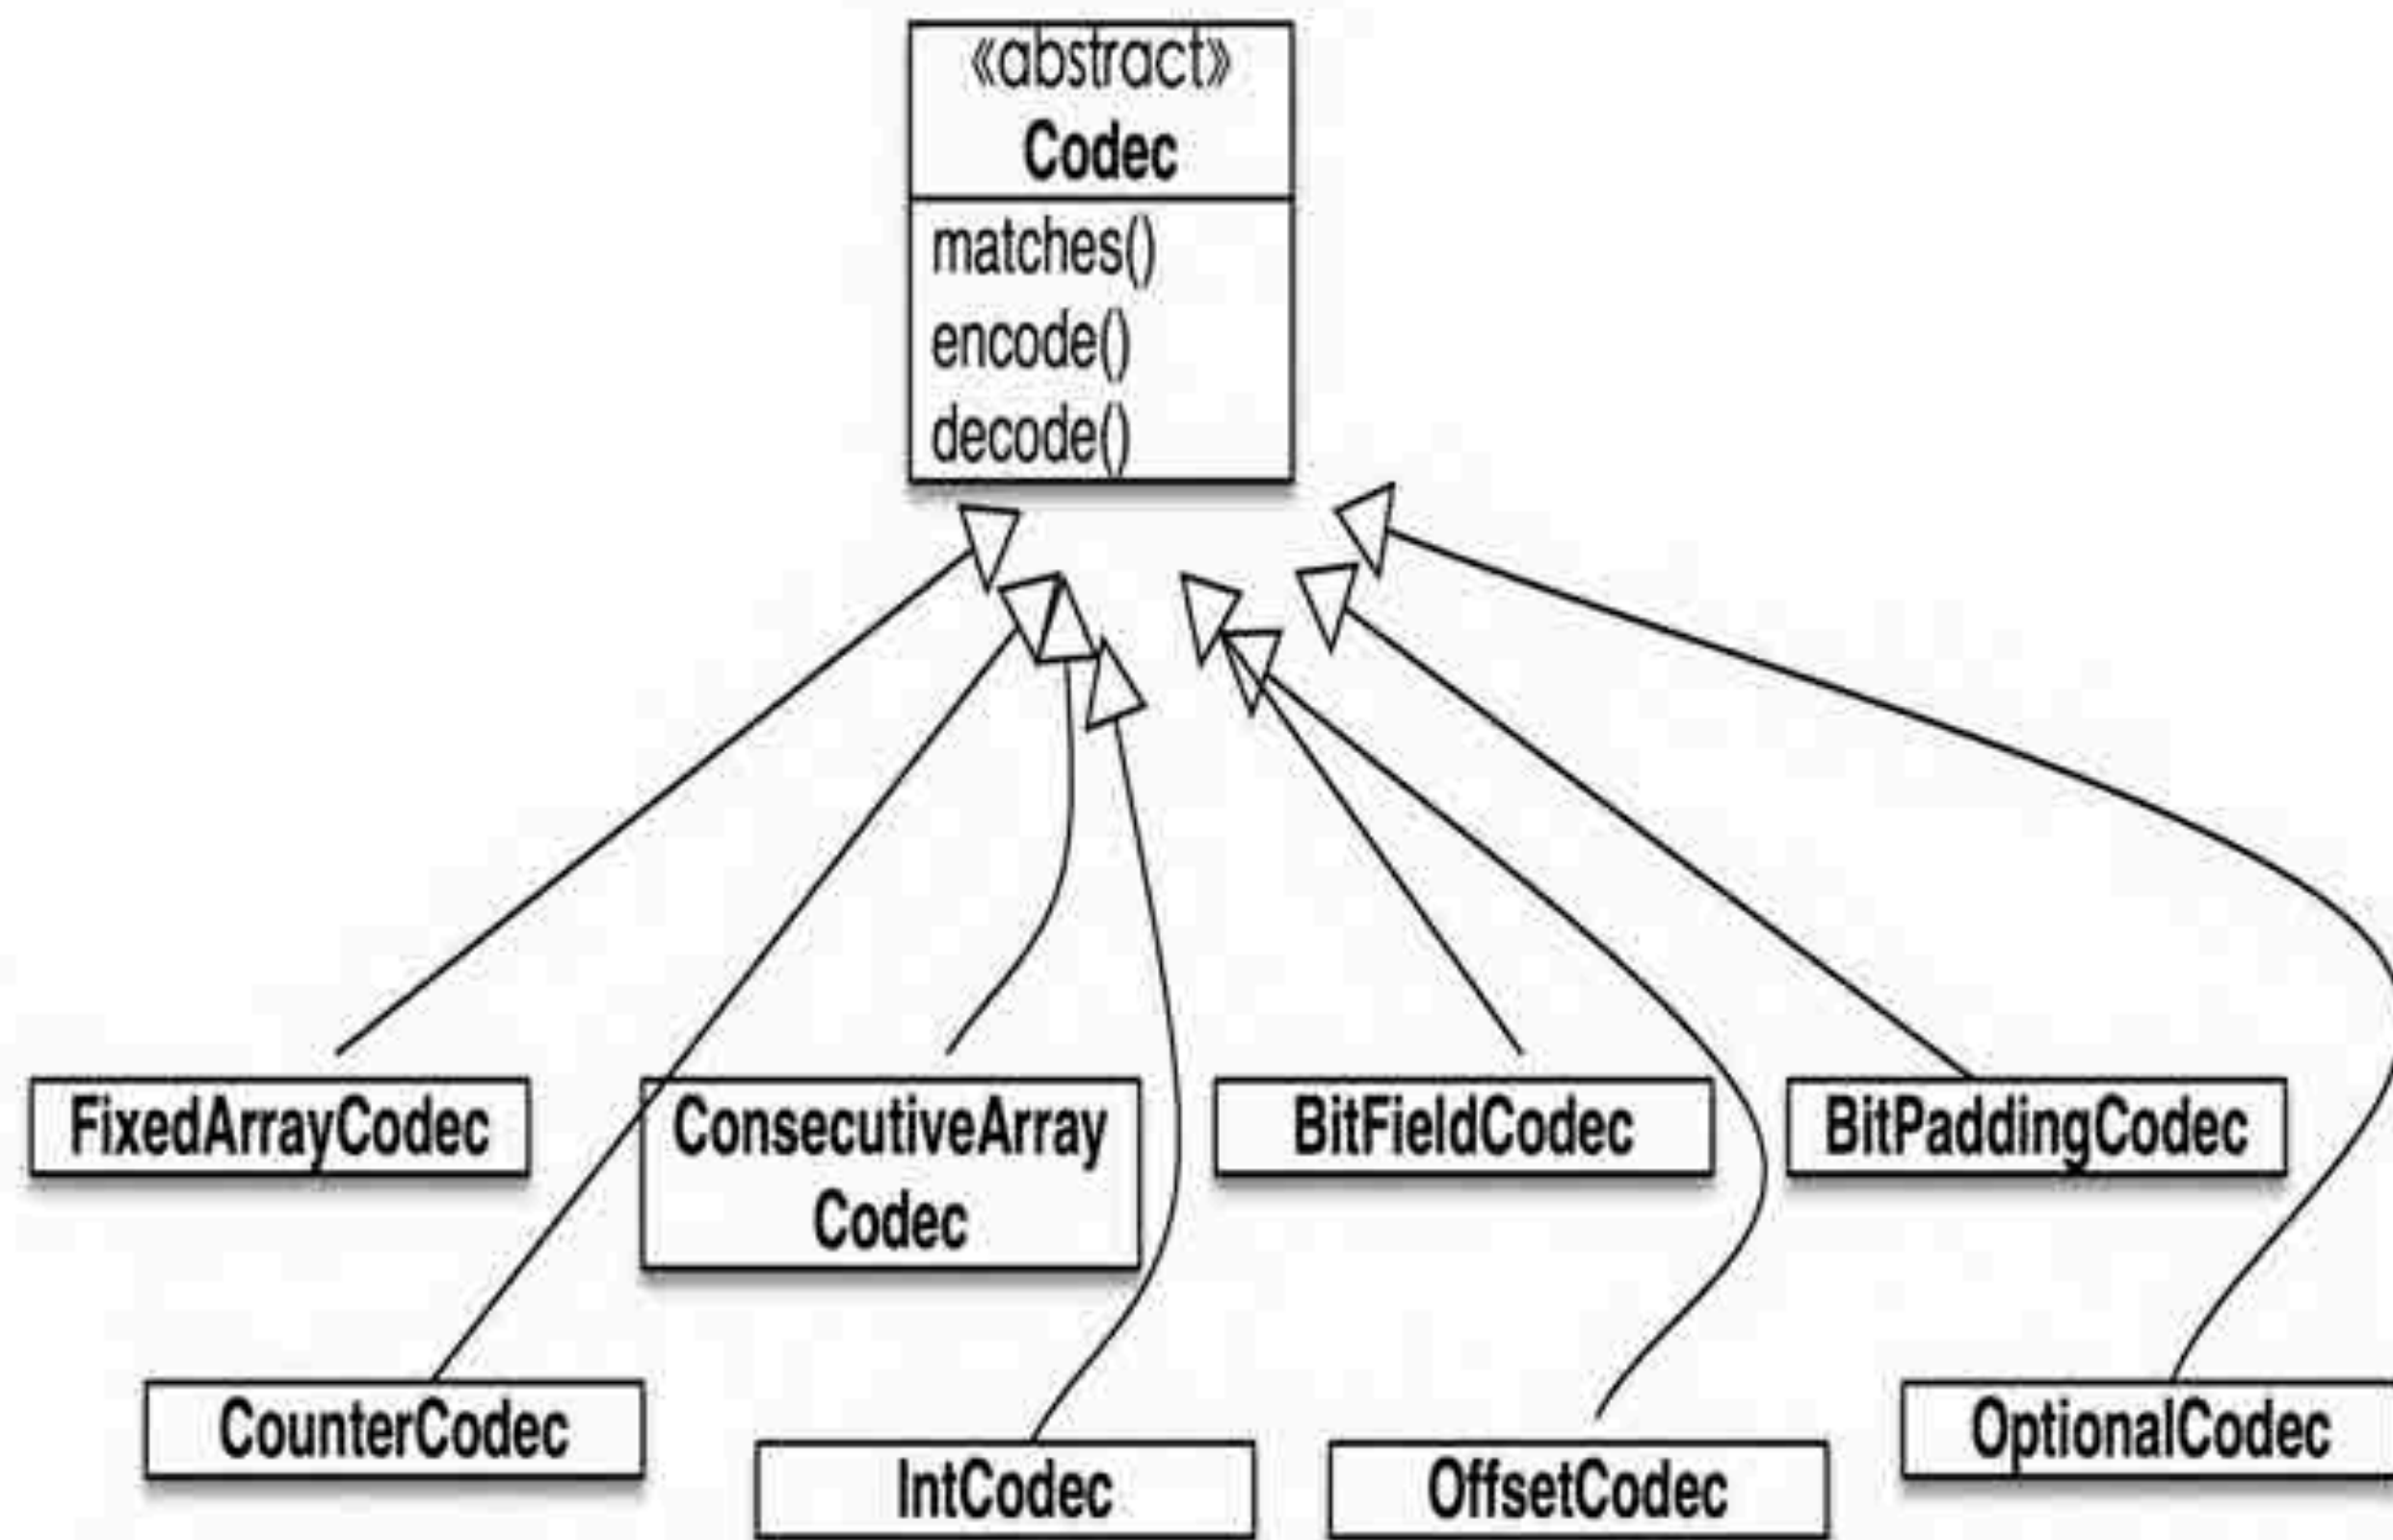 «abstract»
Codec
matches()
encode()
decode()
FixedArrayCodec
ConsecutiveArray
Codec
BitFieldCodec
BitPaddingCodec
CounterCodec
IntCodec
OffsetCodec
OptionalCodec